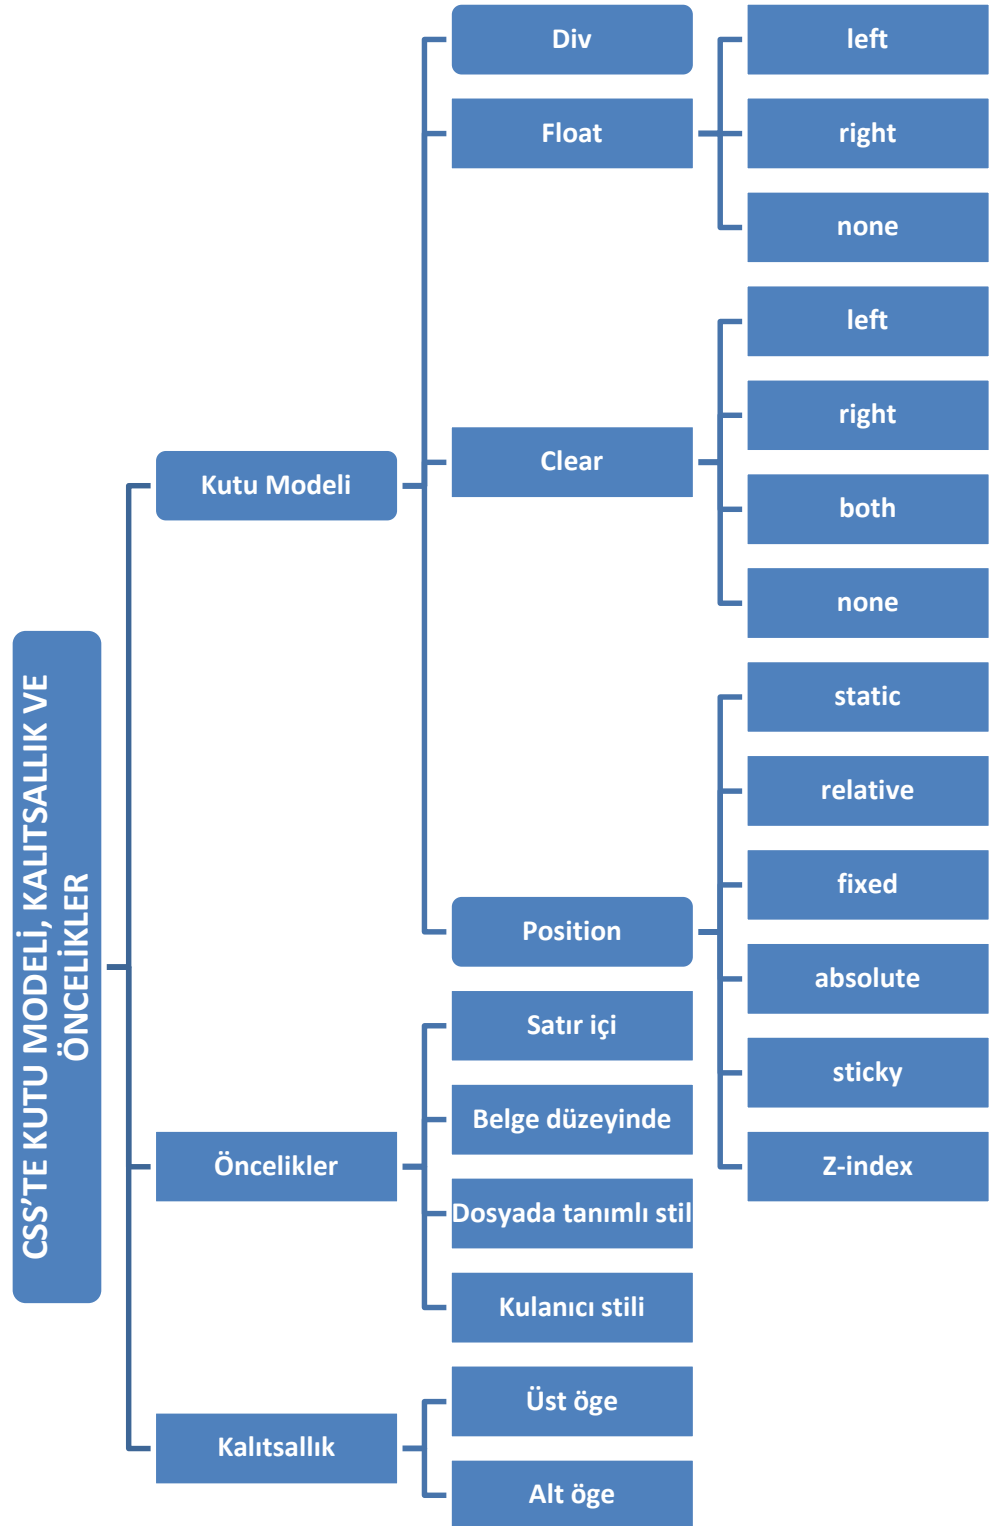 CSS'TE KUTU MODELİ, KALITSALLIK VE
ÖNCELİKLER
Kutu Modeli
Div
Float
left
right
none
Clear
left
right
both
none
Position
static
relative
fixed
absolute
sticky
Z-index
Öncelikler
Satır içi
Belge düzeyinde
Dosyada tanımlı stil
Kulanıcı stili
Kalıtsallık
Üst öge
Alt öge